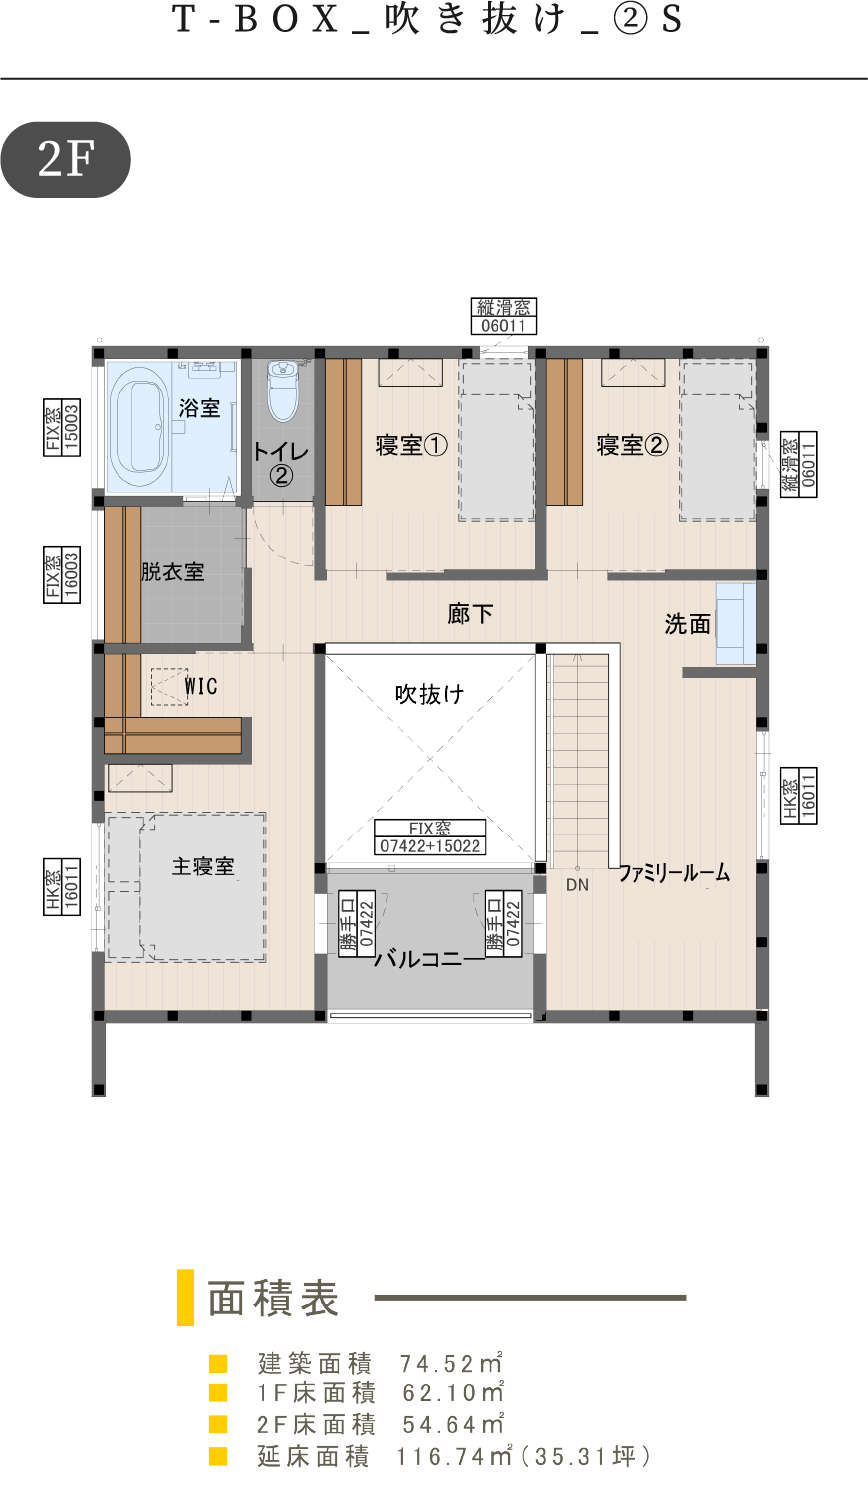 T-BOX_吹き抜け_②S
2F
縦滑窓
06011
FIX窓
15003
浴室
トイレ
②
寝室①
寝室②
縦滑窓
06011
FIX窓
16003
脱衣室
廊下
洗面
WIC
吹抜け
HK窓
16011
FIX窓
07422+15022
主寝室
HK窓
16011
DN
ファミリールーム
勝手口
07422
勝手口
07422
バルコニー
面積表
建築面積 74.52㎡
1F床面積 62.10㎡
2F床面積 54.64㎡
延床面積 116.74㎡(35.31坪)